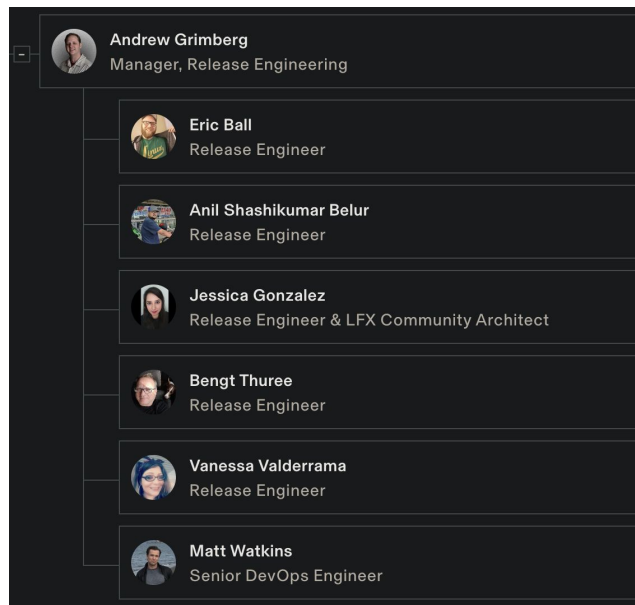 Andrew Grimberg
Manager, Release Engineering
Eric Ball
Release Engineer
Anil Shashikumar Belur
Release Engineer
Jessica Gonzalez
Release Engineer & LFX Community Architect
Bengt Thuree
Release Engineer
Vanessa Valderrama
Release Engineer
Matt Watkins
Senior DevOps Engineer